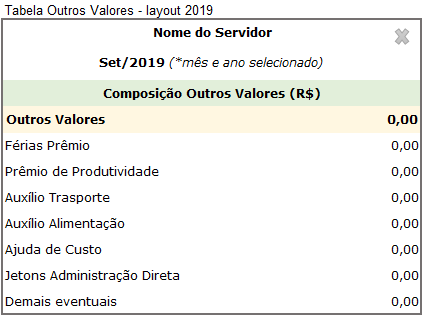 Tabela Outros Valores - layout 2019
Nome do Servidor
Set/2019 (*mês e ano selecionado)
Composição Outros Valores (R$)
Outros Valores 0,00
Férias Prêmio 0,00
Prêmio de Produtividade 0,00
Auxílio Trasporte 0,00
Auxílio Alimentação 0,00
Ajuda de Custo 0,00
Jetons Administração Direta 0,00
Demais eventuais 0,00